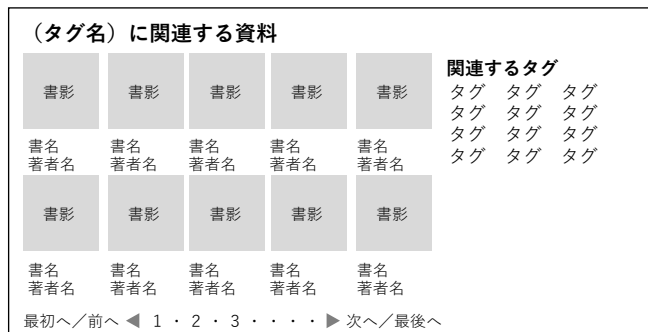 （タグ名）に関連する資料
書影 書影 書影 書影 書影
書名 書名 書名 書名 書名
著者名 著者名 著者名 著者名 著者名
書影 書影 書影 書影 書影
書名 書名 書名 書名 書名
著者名 著者名 著者名 著者名 著者名
最初へ／前へ ◀ 1 ・ 2 ・ 3 ・ ・ ・ ・ ▶ 次へ／最後へ
関連するタグ
タグ タグ タグ
タグ タグ タグ
タグ タグ タグ
タグ タグ タグ